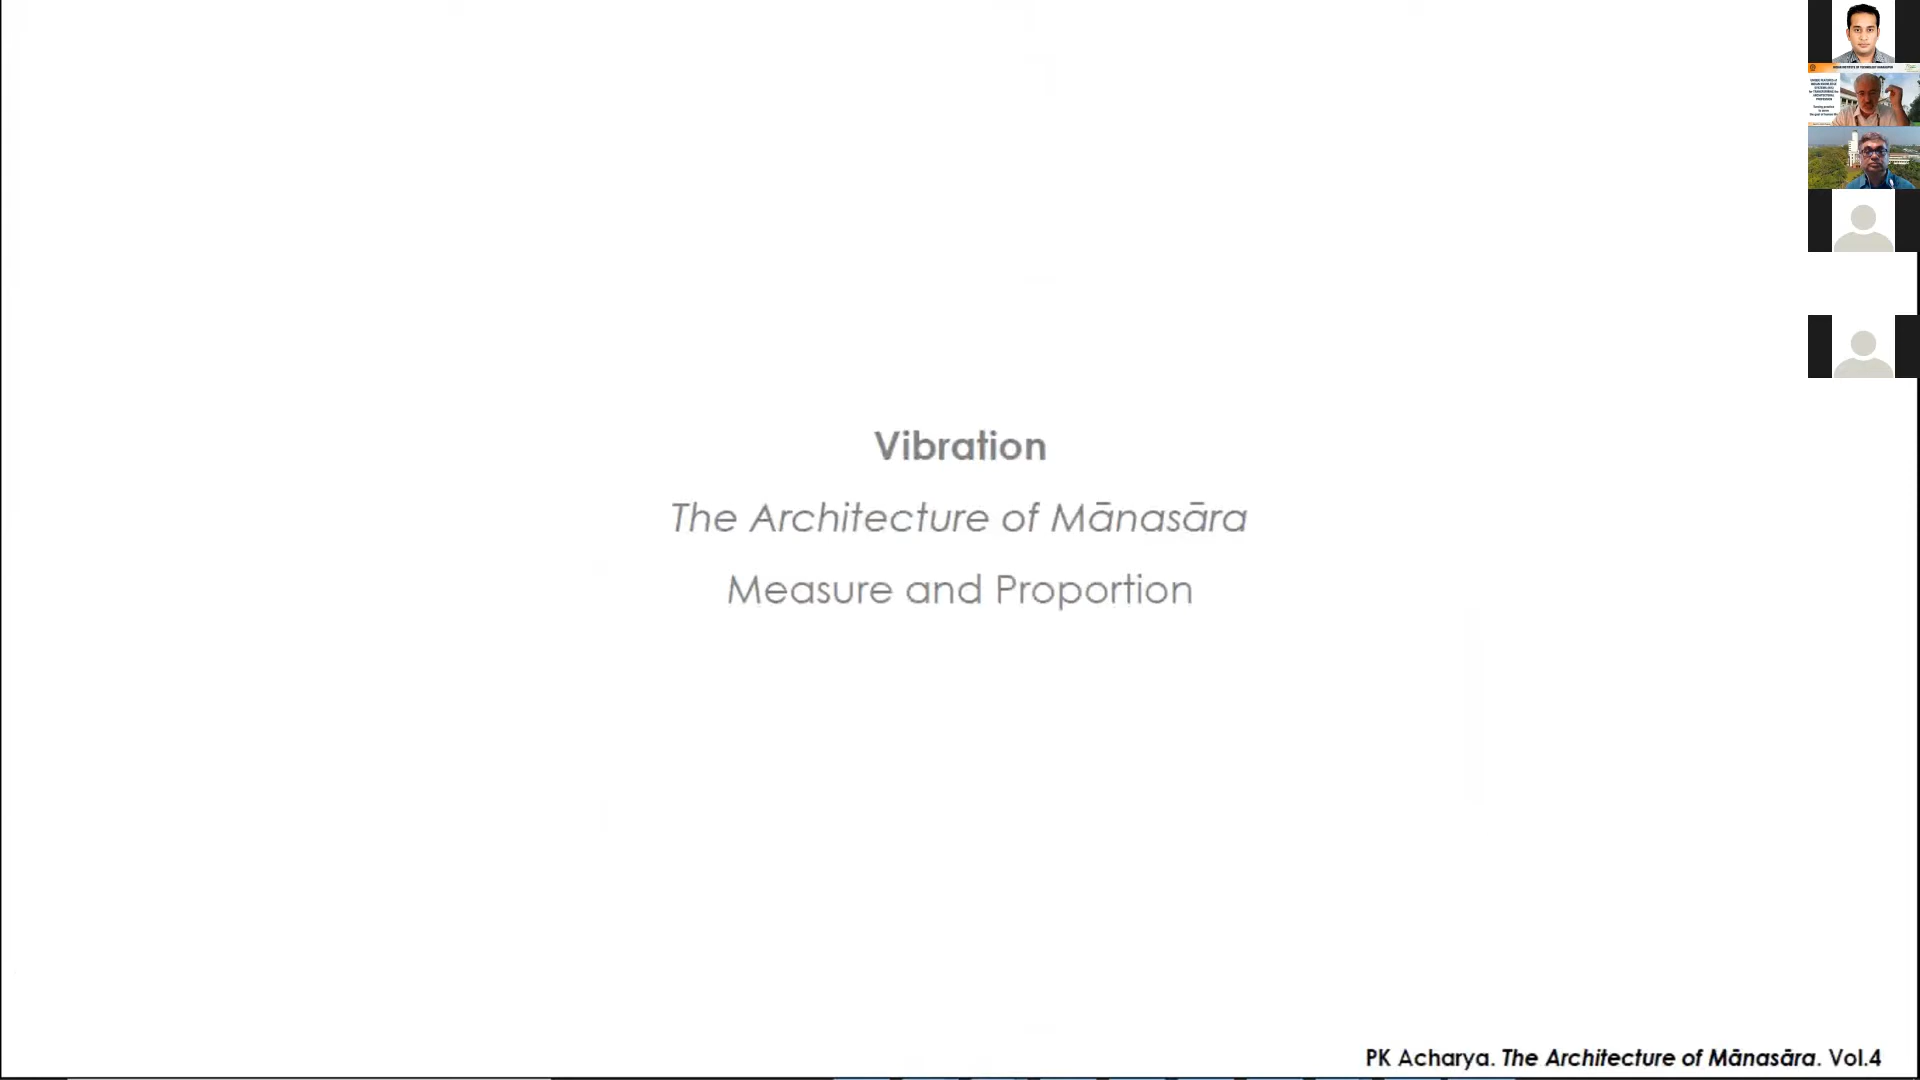 Vibration
The Architecture of Mānasāra
Measure and Proportion
PK Acharya. The Architecture of Mānasāra. Vol.4